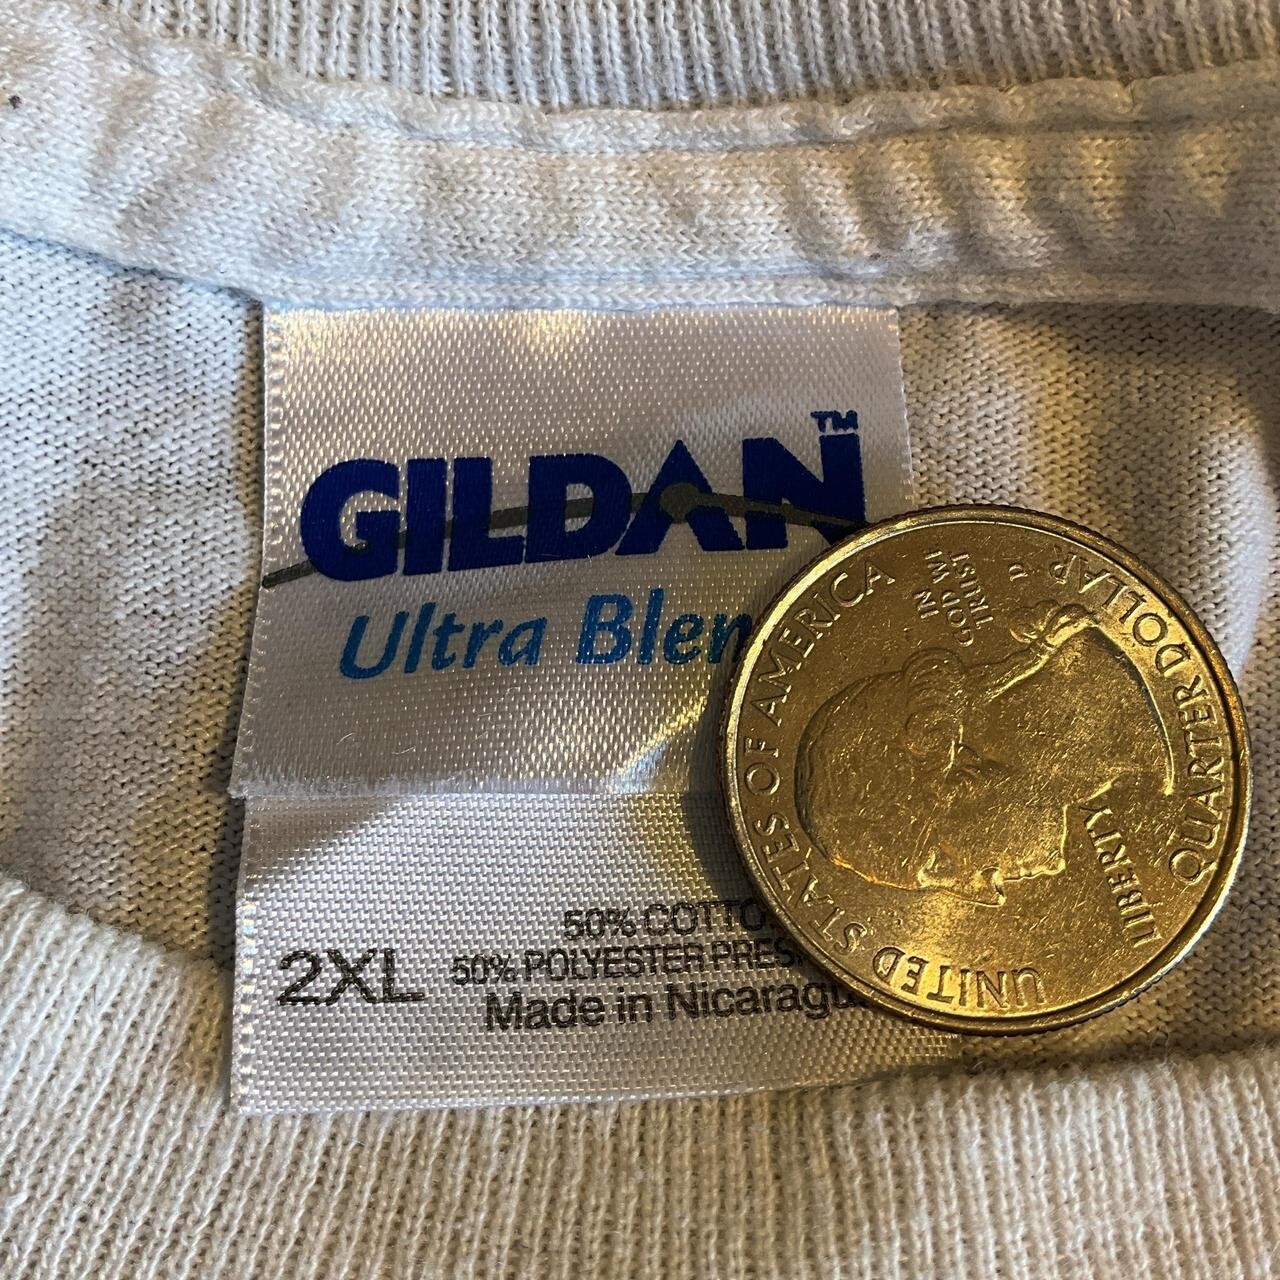 GILDAN™
Ultra Blen
50% COTTO
2XL 50% POLYESTER PRES
Made in Nicaragu
UNITED STATES OF AMERICA
IN
GOD WE
TRUST
P
LIBERTY
QUARTER DOLLAR